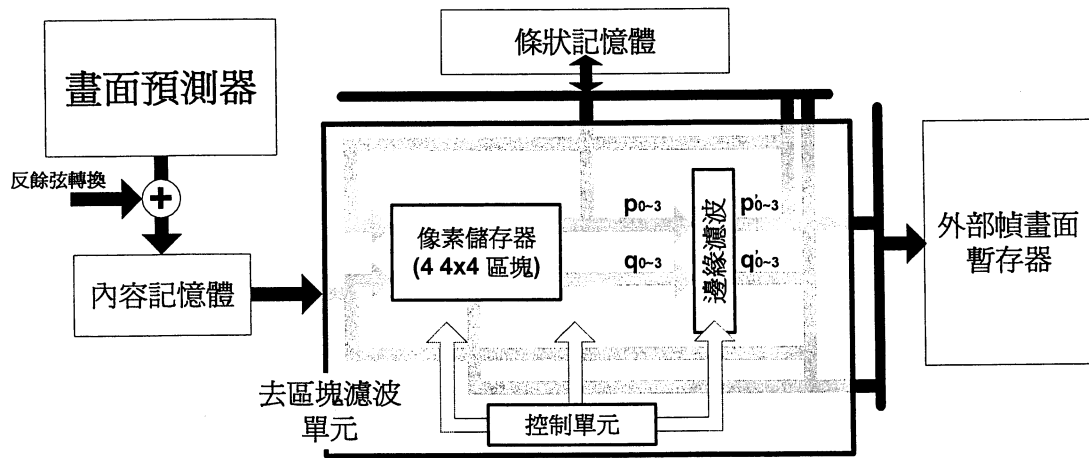 條狀記憶體
畫面預測器
反餘弦轉換
+
內容記憶體
像素儲存器
(4 4x4 區塊)
p0~3
q0~3
邊緣濾波
p'0~3
q'0~3
外部幀畫面
暫存器
去區塊濾波
單元
控制單元